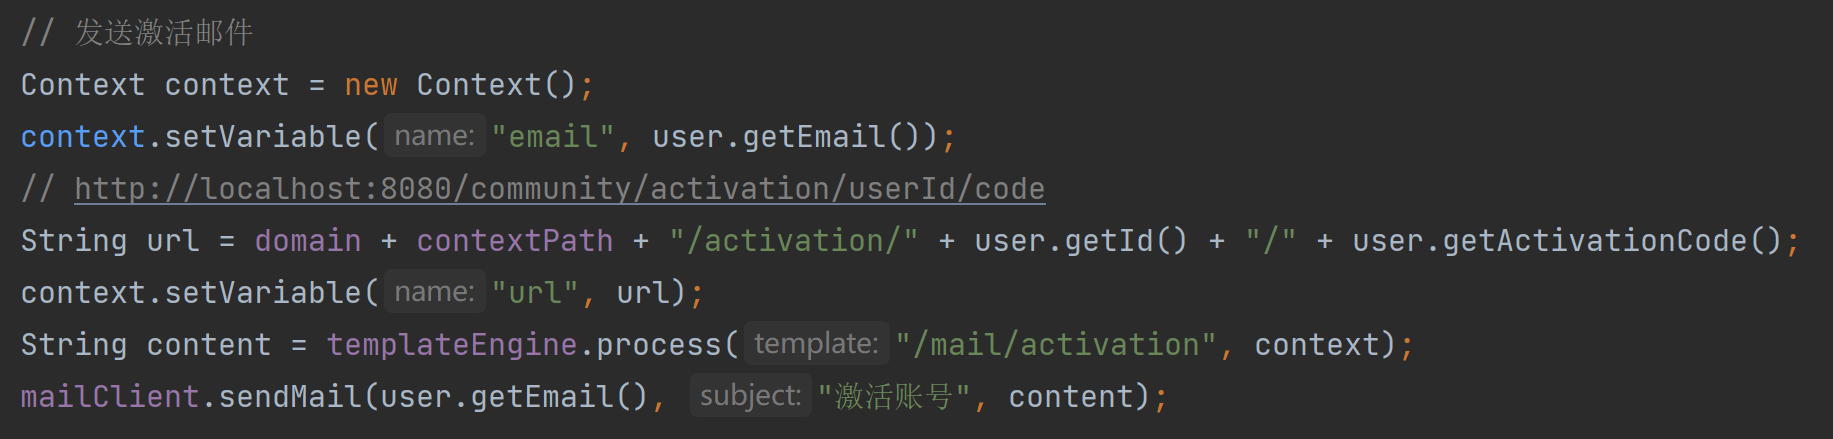 // 发送激活邮件
Context context = new Context();
context.setVariable( name: "email", user.getEmail());
// http://localhost:8080/community/activation/userId/code
String url = domain + contextPath + "/activation/" + user.getId() + "/" + user.getActivationCode();
context.setVariable( name: "url", url);
String content = templateEngine.process( template: "/mail/activation", context);
mailClient.sendMail(user.getEmail(), subject: "激活账号", content);